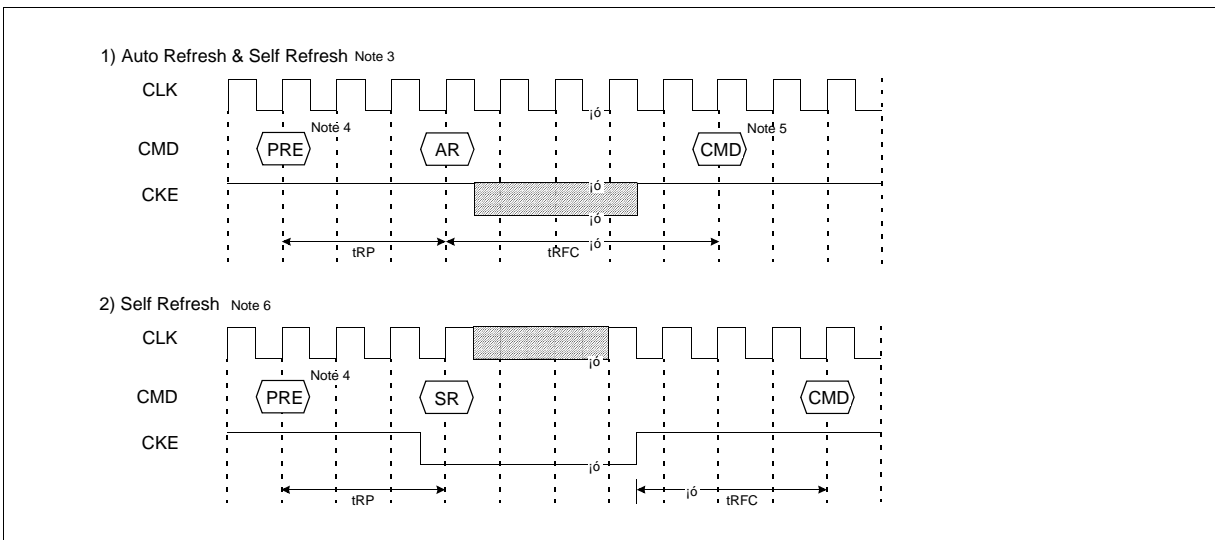 1) Auto Refresh & Self Refresh Note 3
CLK
¡ó
CMD
PRE
Note 4
AR
CMD
Note 5
CKE
¡ó
¡ó
tRP
tRFC
¡ó
2) Self Refresh Note 6
CLK
¡ó
CMD
PRE
Note 4
SR
CMD
CKE
¡ó
tRP
¡ó
tRFC